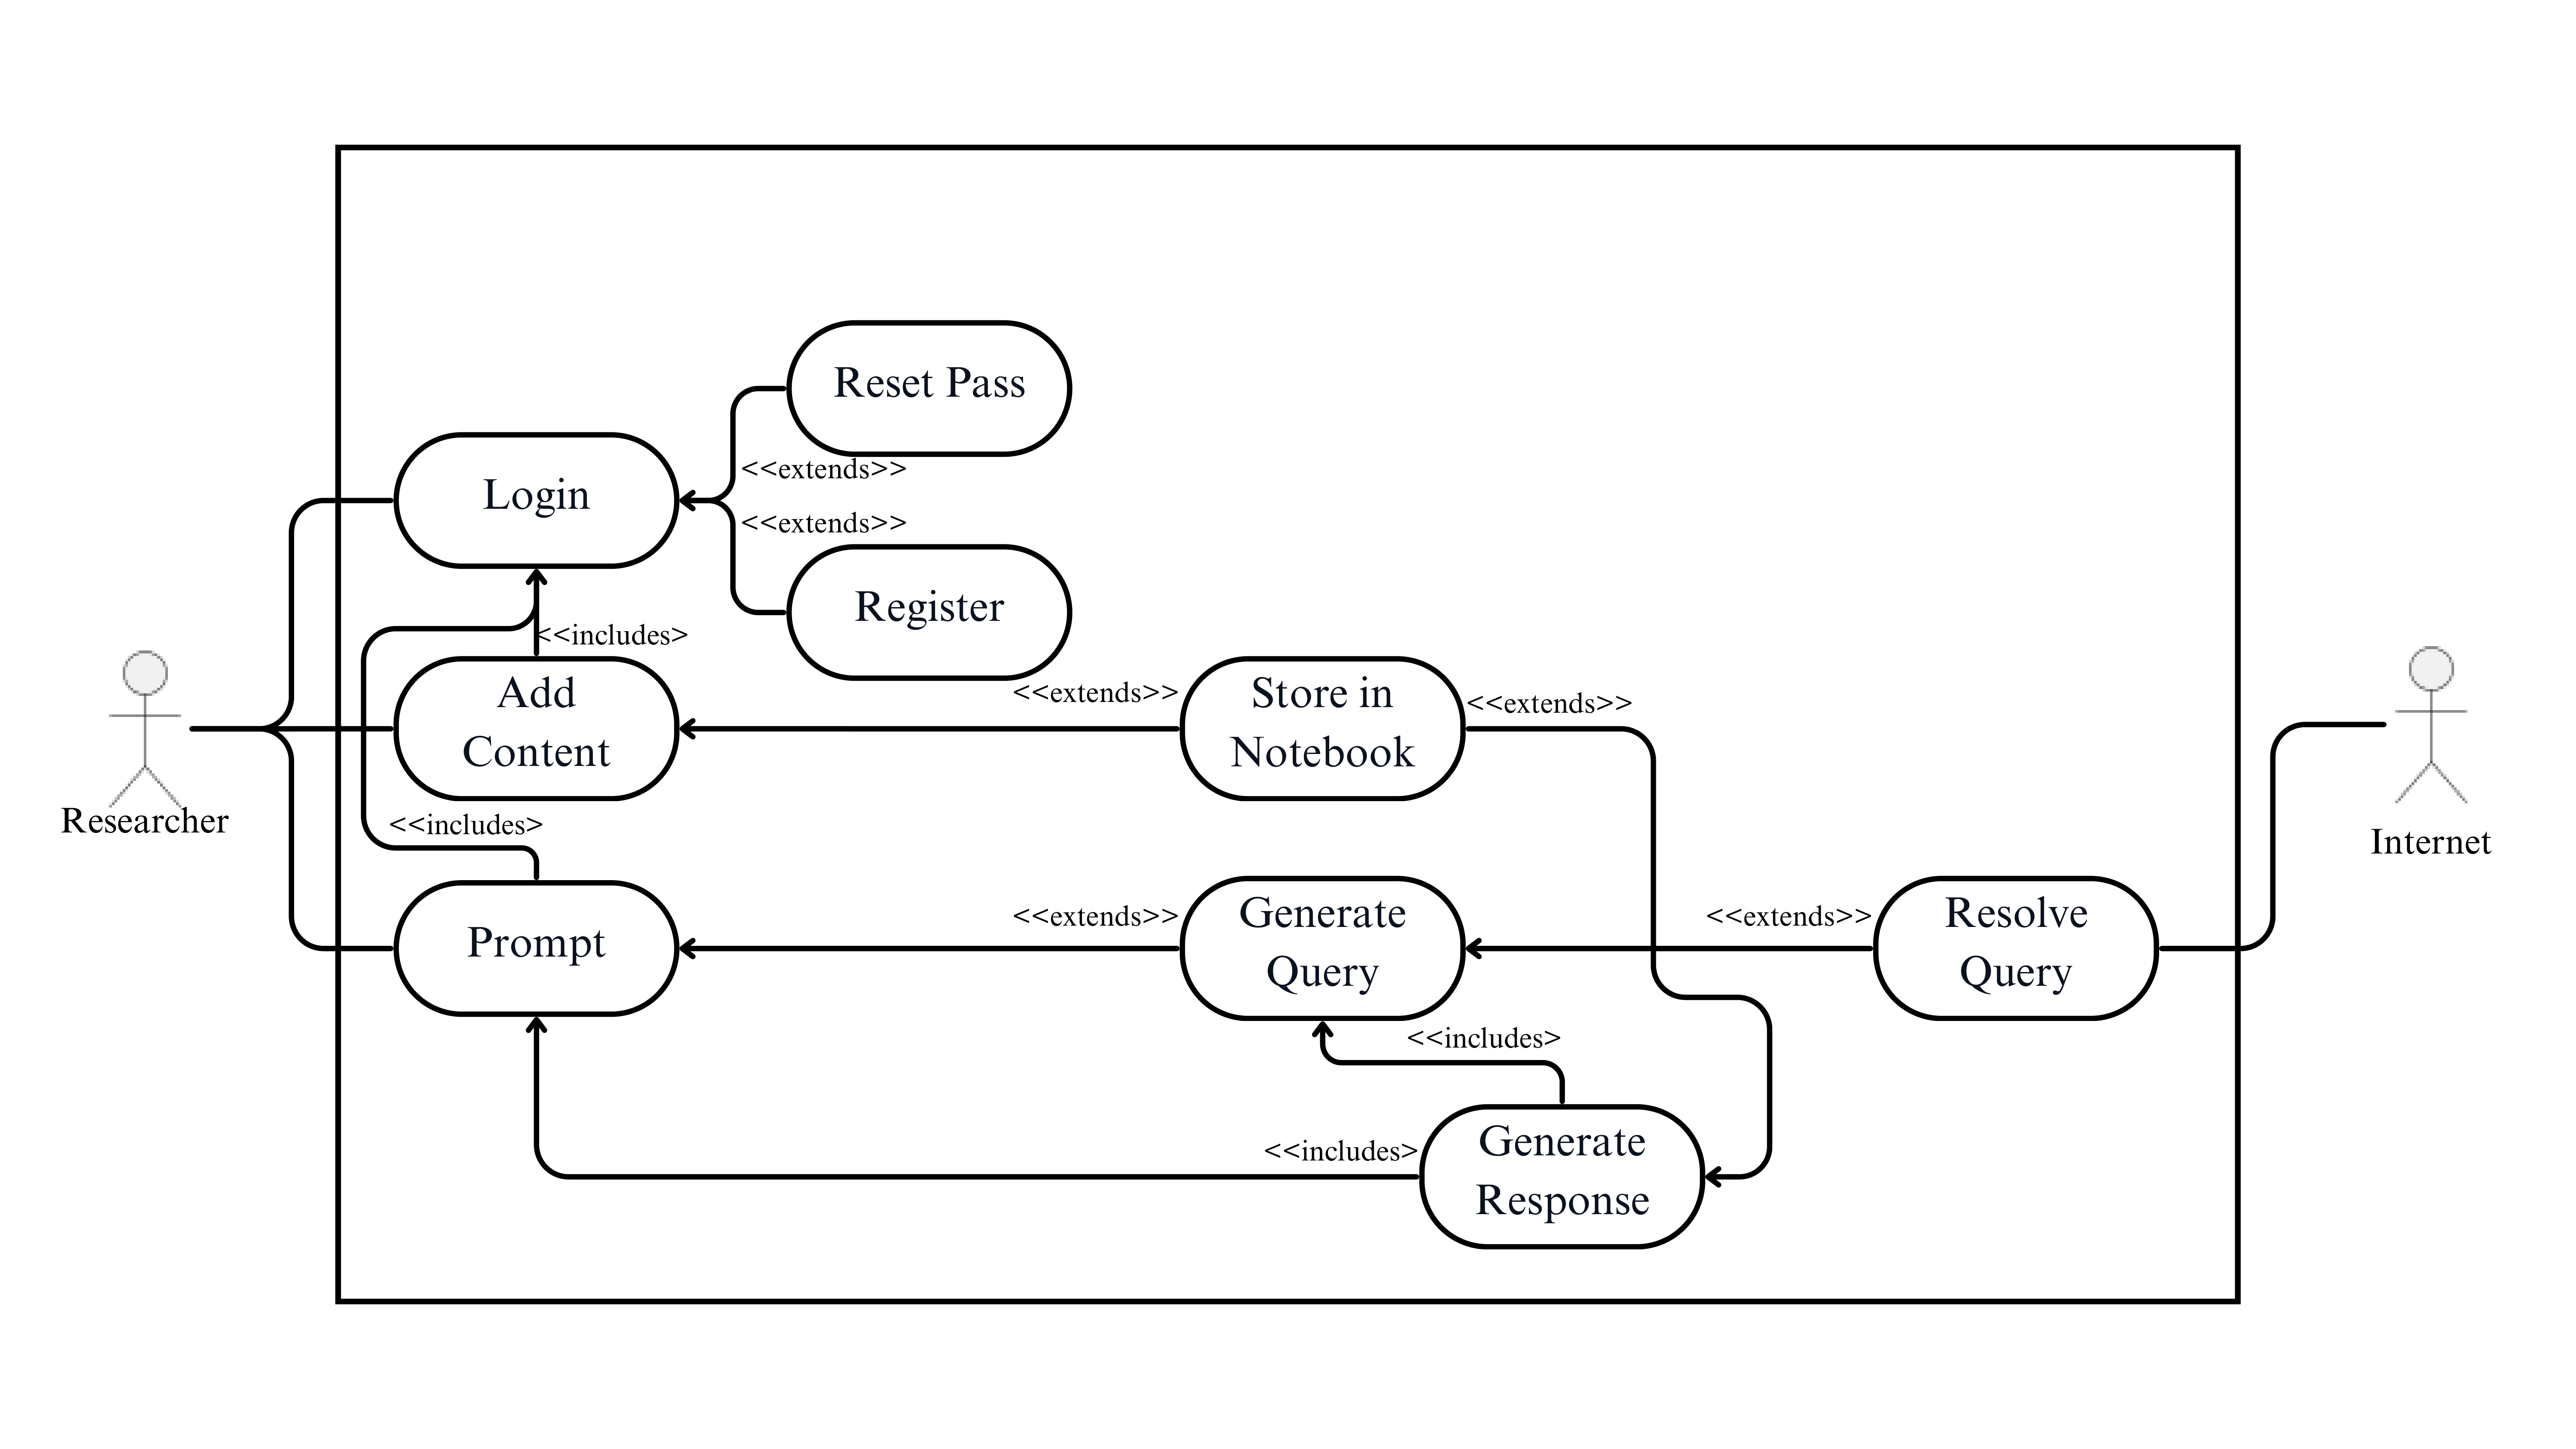 Reset Pass
<<extends>>
Login
<<extends>>
Register
<<includes>
Add
Content
<<extends>>
Store in
Notebook
<<extends>>
Researcher
<<includes>
Internet
Prompt
<<extends>>
Generate
Query
<<extends>>
Resolve
Query
<<includes>
<<includes>
Generate
Response